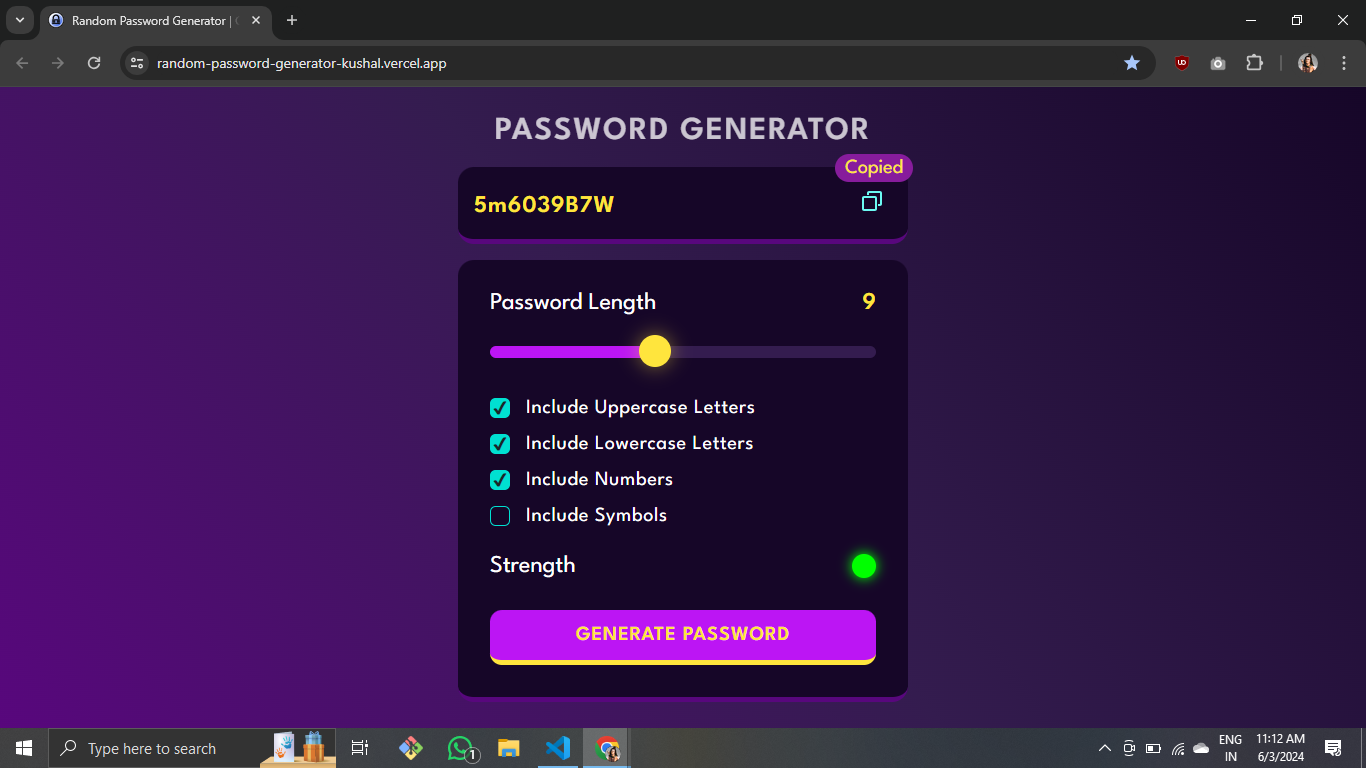 Random Password Generator |
random-password-generator-kushal.vercel.app
PASSWORD GENERATOR
Copied
5m6039B7W
Password Length 9
Include Uppercase Letters
Include Lowercase Letters
Include Numbers
Include Symbols
Strength
GENERATE PASSWORD
Type here to search
1
ENG
IN
11:12 AM
6/3/2024